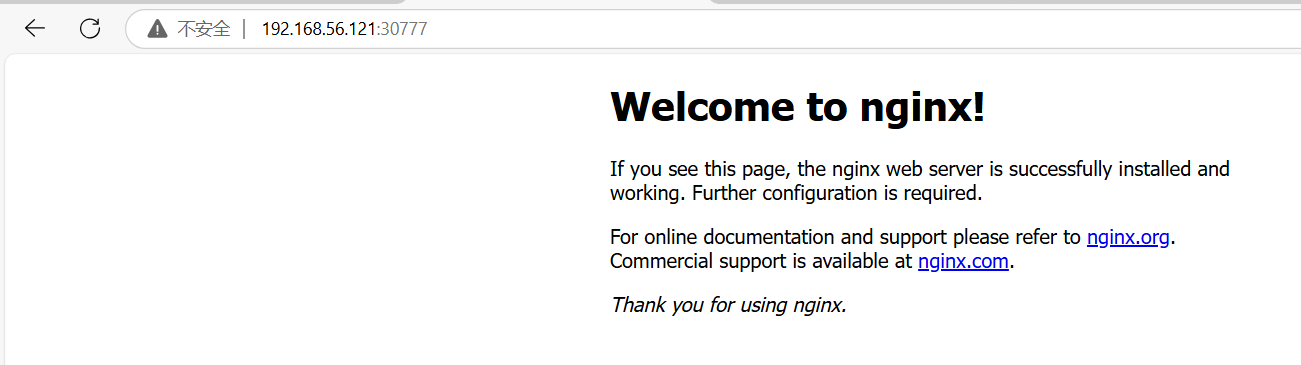 不安全 | 192.168.56.121:30777
Welcome to nginx!
If you see this page, the nginx web server is successfully installed and
working. Further configuration is required.
For online documentation and support please refer to nginx.org.
Commercial support is available at nginx.com.
Thank you for using nginx.